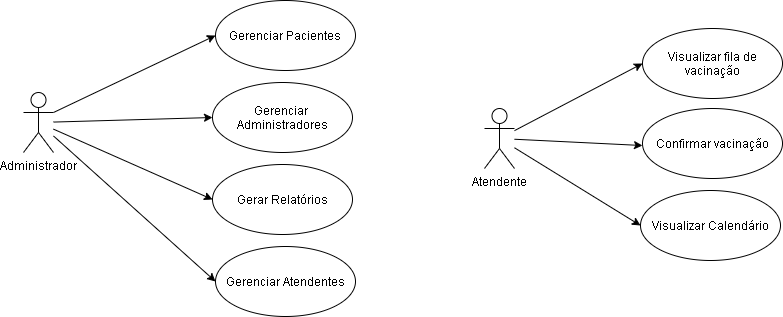 Gerenciar Pacientes
Gerenciar
Administradores
Administrador
Gerar Relatórios
Gerenciar Atendentes
Visualizar fila de
vacinação
Confirmar vacinação
Atendente
Visualizar Calendário